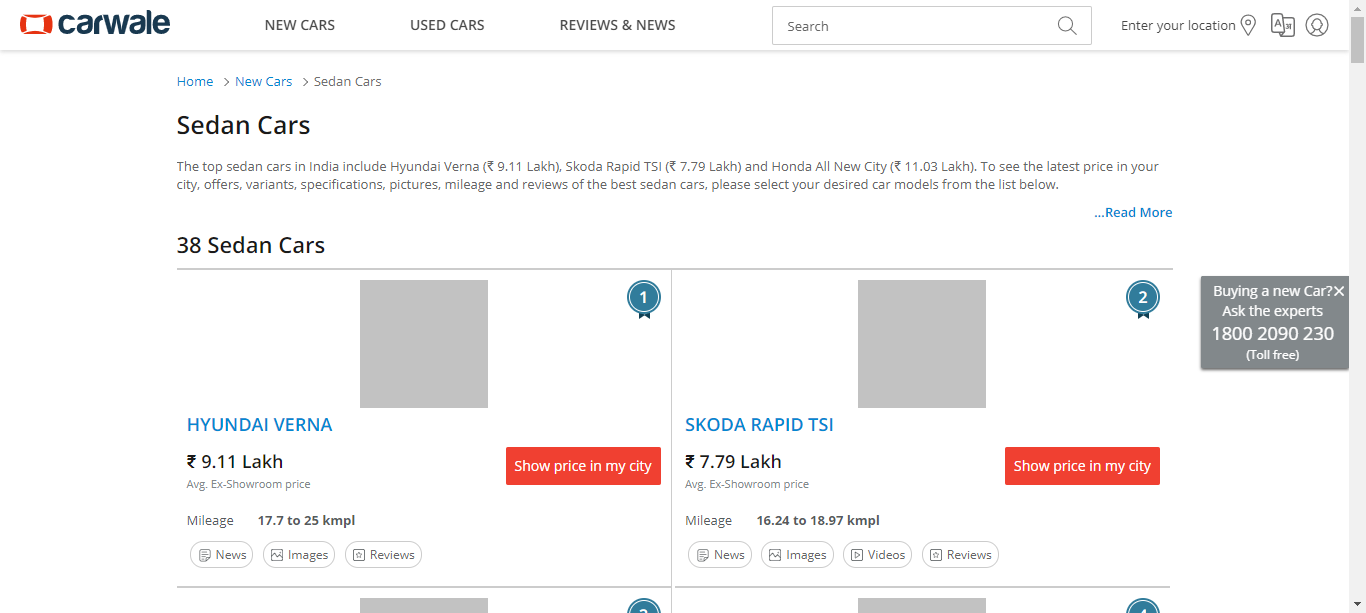 carwale
NEW CARS
USED CARS
REVIEWS & NEWS
Search
Enter your location
Home > New Cars > Sedan Cars
Sedan Cars
The top sedan cars in India include Hyundai Verna (₹ 9.11 Lakh), Skoda Rapid TSI (₹ 7.79 Lakh) and Honda All New City (₹ 11.03 Lakh). To see the latest price in your
city, offers, variants, specifications, pictures, mileage and reviews of the best sedan cars, please select your desired car models from the list below.
...Read More
38 Sedan Cars
1
HYUNDAI VERNA
₹ 9.11 Lakh
Avg. Ex-Showroom price
Show price in my city
Mileage 17.7 to 25 kmpl
News
Images
Reviews
2
SKODA RAPID TSI
₹ 7.79 Lakh
Avg. Ex-Showroom price
Show price in my city
Mileage 16.24 to 18.97 kmpl
News
Images
Videos
Reviews
Buying a new Car?
Ask the experts
1800 2090 230
(Toll free)
3
4